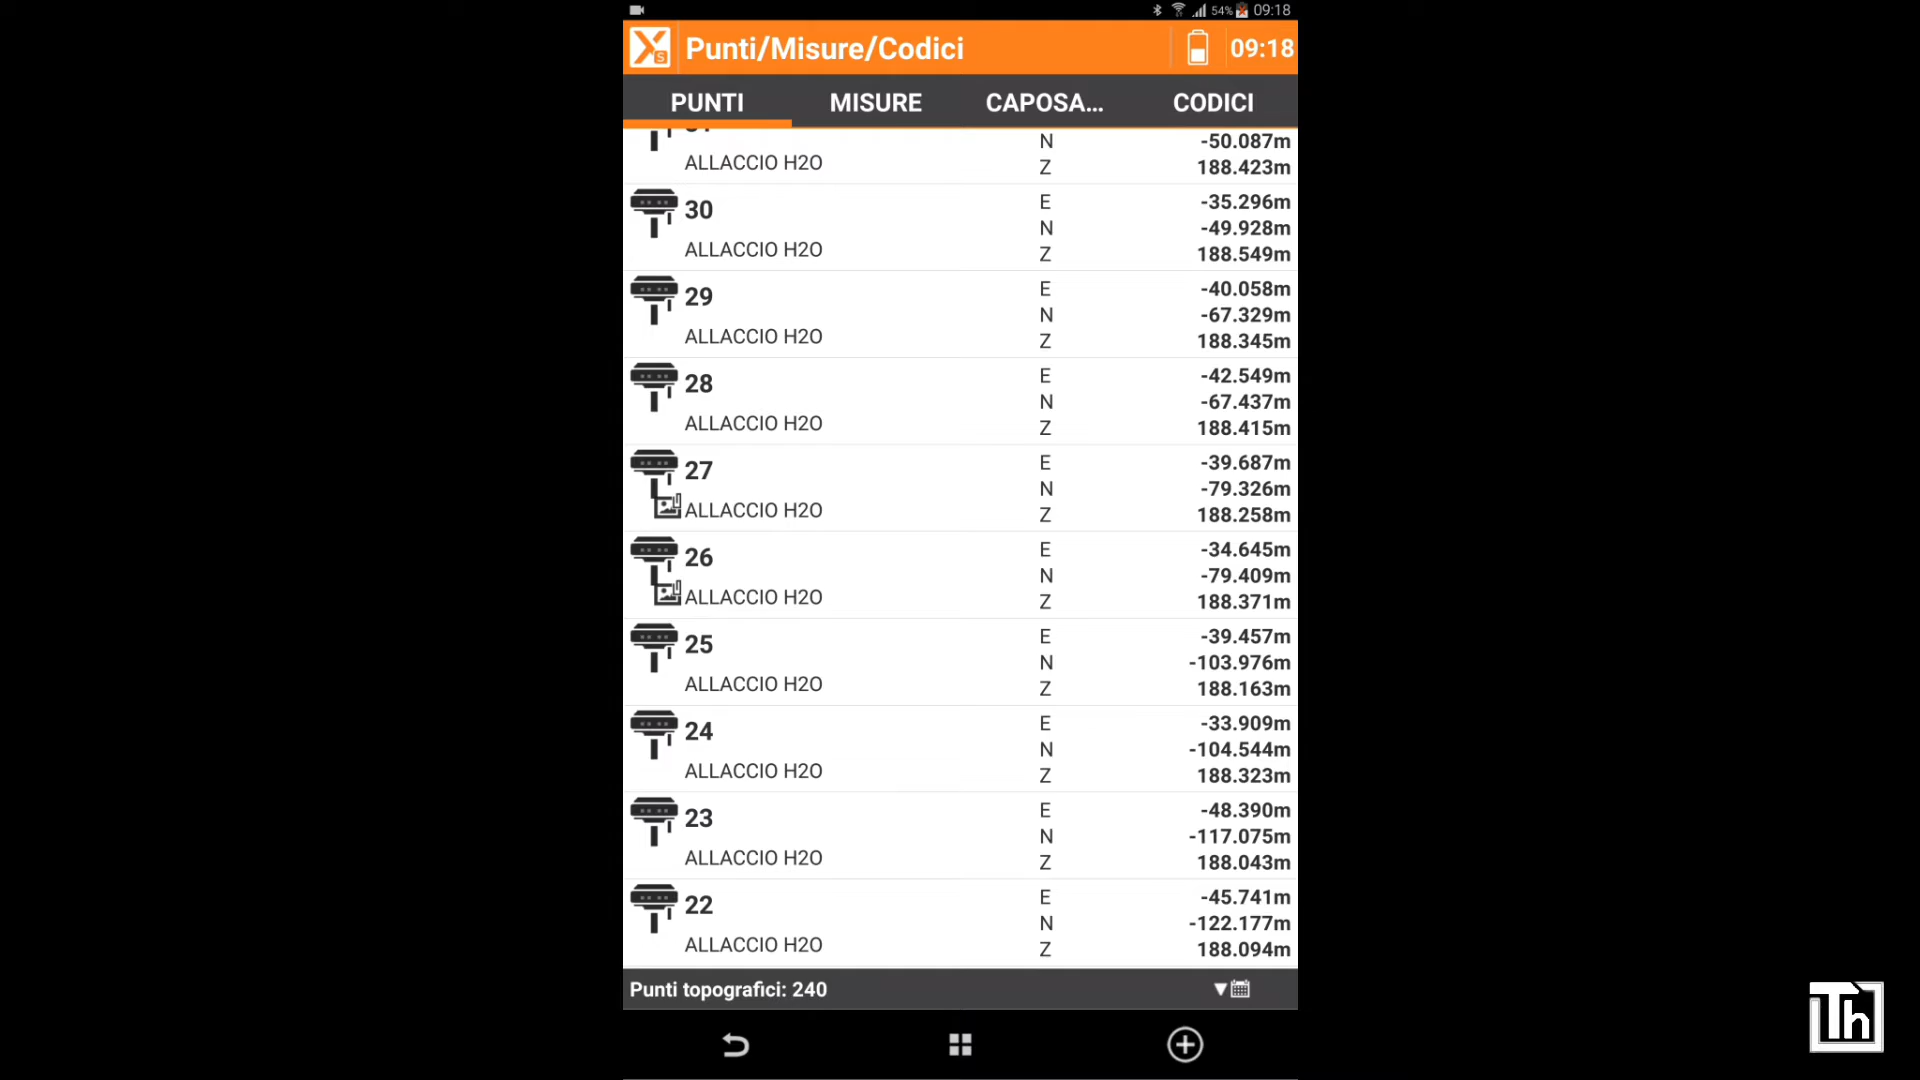 54% 09:18
Punti/Misure/Codici 09:18
PUNTI MISURE CAPOSA... CODICI
N -50.087m
ALLACCIO H2O Z 188.423m
30 E -35.296m
N -49.928m
ALLACCIO H2O Z 188.549m
29 E -40.058m
N -67.329m
ALLACCIO H2O Z 188.345m
28 E -42.549m
N -67.437m
ALLACCIO H2O Z 188.415m
27 E -39.687m
N -79.326m
ALLACCIO H2O Z 188.258m
26 E -34.645m
N -79.409m
ALLACCIO H2O Z 188.371m
25 E -39.457m
N -103.976m
ALLACCIO H2O Z 188.163m
24 E -33.909m
N -104.544m
ALLACCIO H2O Z 188.323m
23 E -48.390m
N -117.075m
ALLACCIO H2O Z 188.043m
22 E -45.741m
N -122.177m
ALLACCIO H2O Z 188.094m
Punti topografici: 240
Th